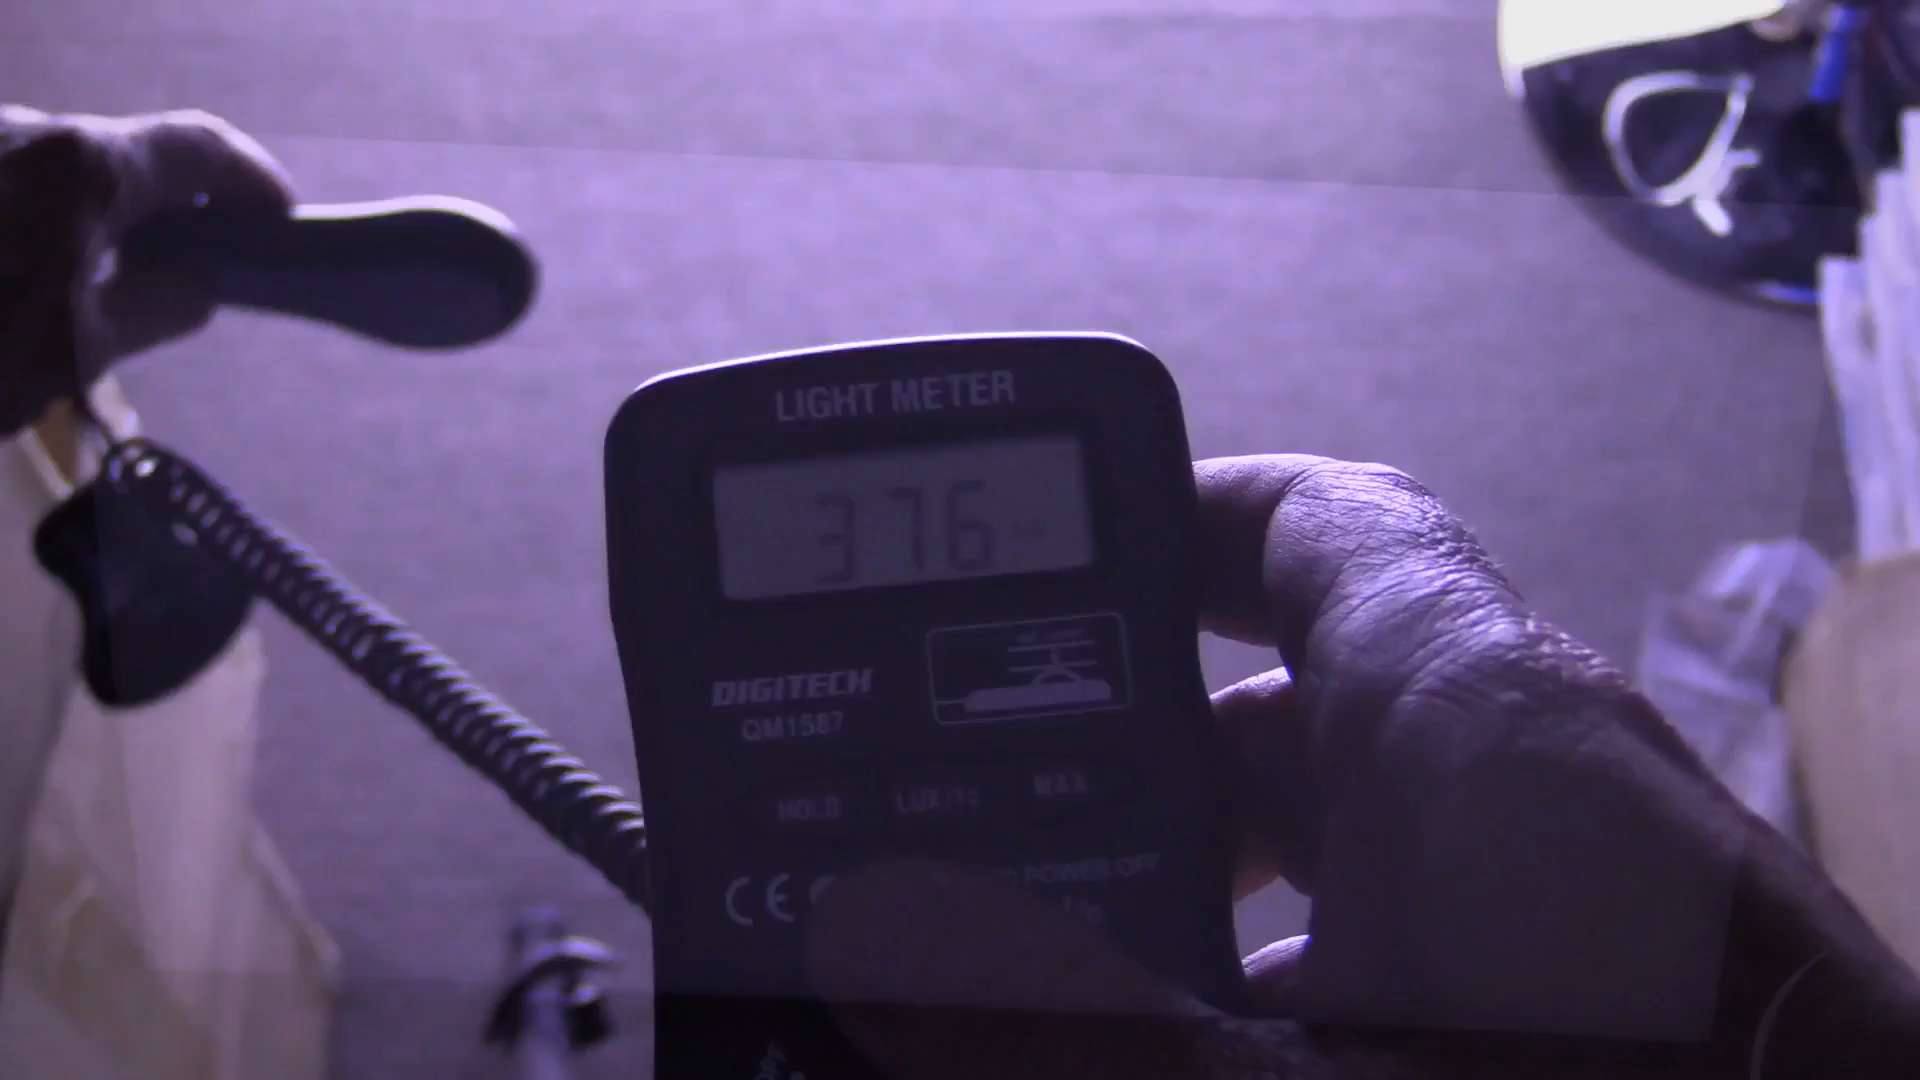 LIGHT METER
376
DIGITECH
QM1587
HOLD LUX/fc MAX
CE
POWER OFF